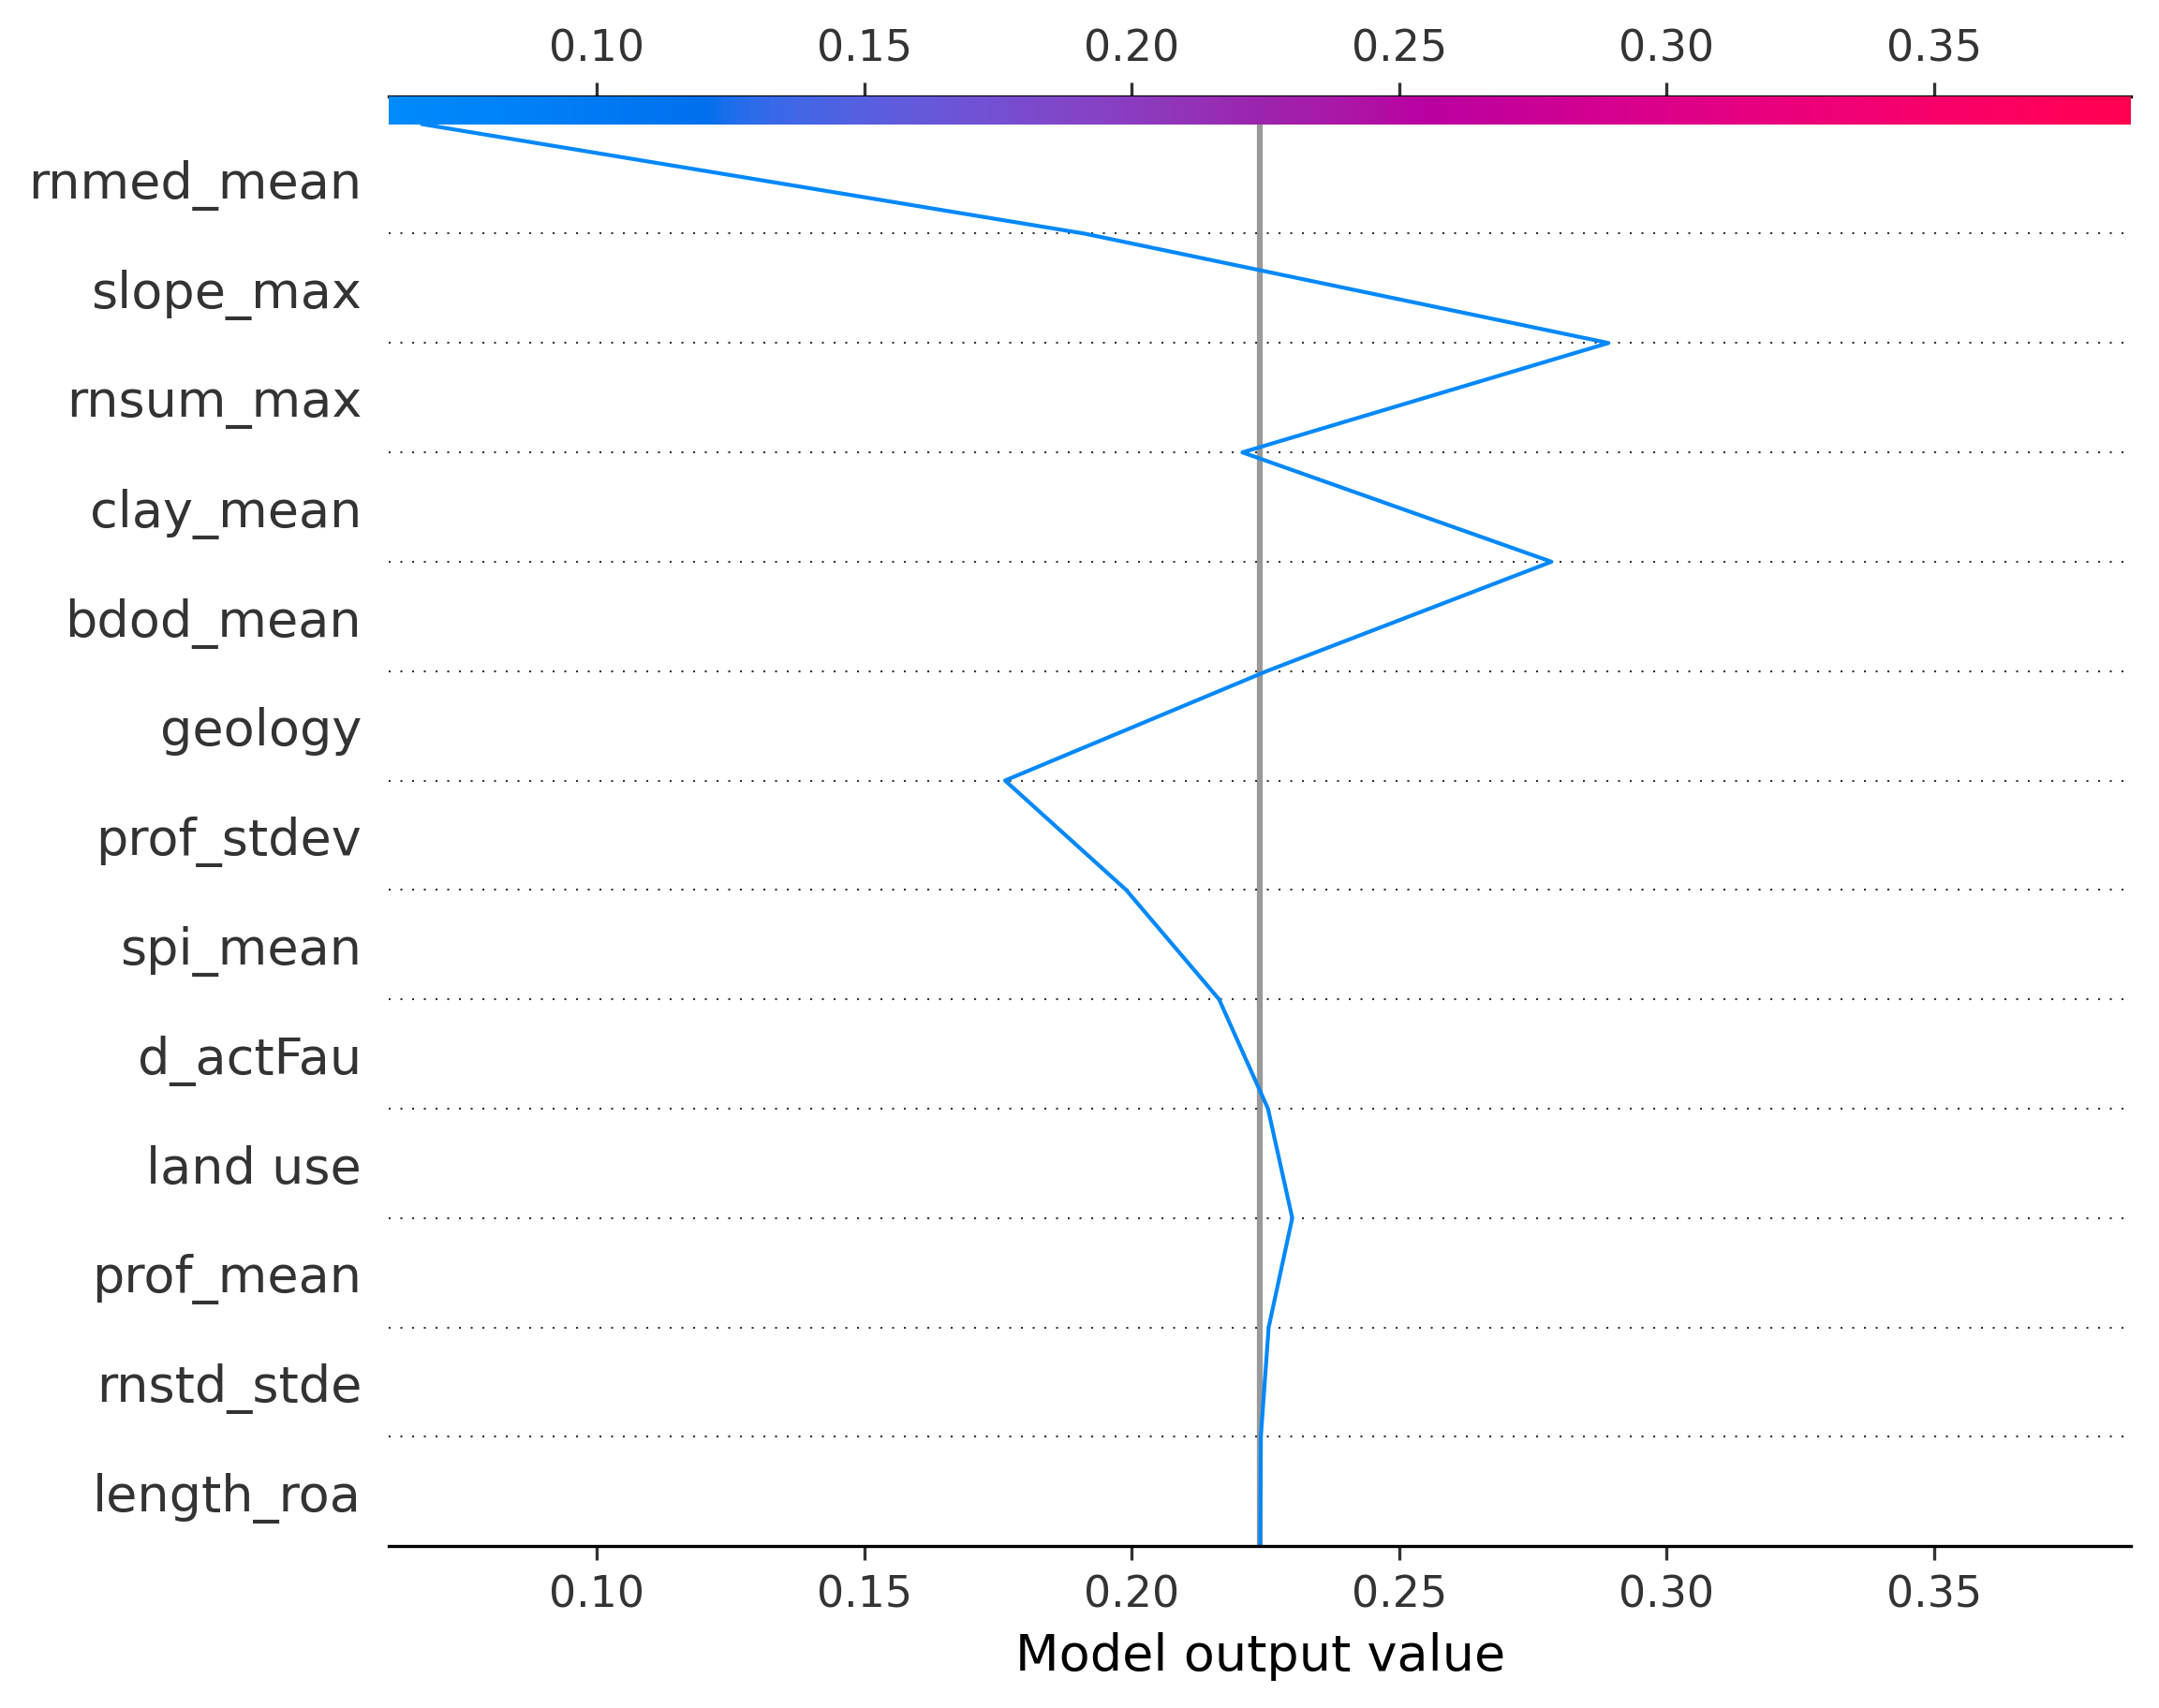 0.10 0.15 0.20 0.25 0.30 0.35
rnmed_mean
slope_max
rnsum_max
clay_mean
bdod_mean
geology
prof_stdev
spi_mean
d_actFau
land use
prof_mean
rnstd_stde
length_roa
0.10 0.15 0.20 0.25 0.30 0.35
Model output value